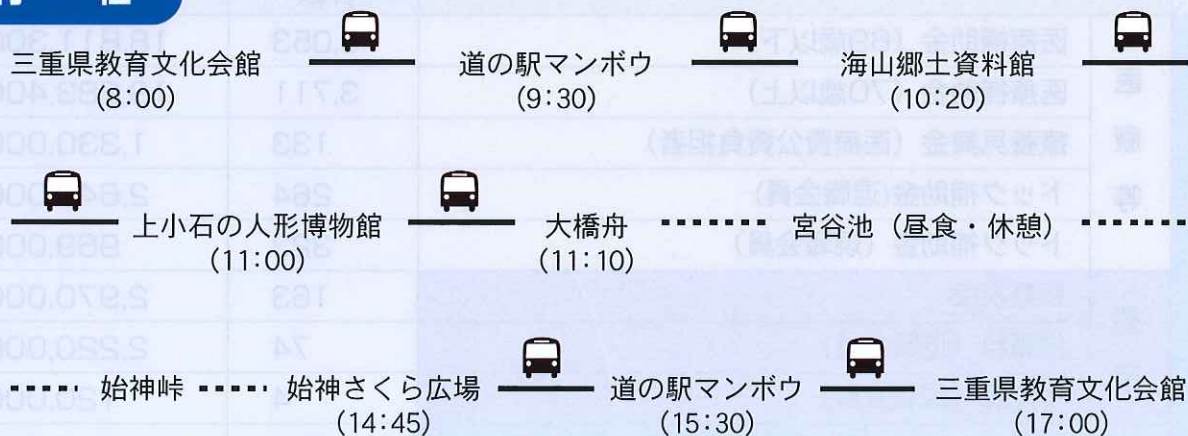 三重県教育文化会館 道の駅マンボウ 海山郷土資料館
(8:00) (9:30) (10:20)
上小石の人形博物館 大橋舟 宮谷池（昼食・休憩）
(11:00) (11:10)
始神峠 始神さくら広場 道の駅マンボウ 三重県教育文化会館
(14:45) (15:30) (17:00)